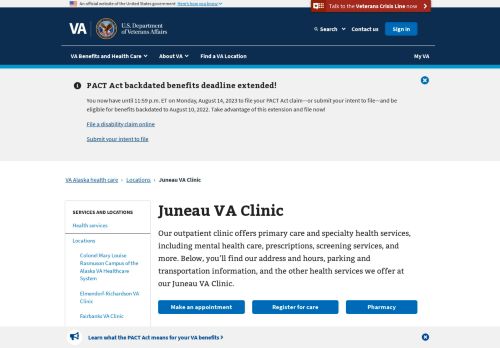 An official website of the United States government Here's how you know
Talk to the Veterans Crisis Line now
VA
U.S. Department
of Veterans Affairs
Search
Contact us
Sign in
VA Benefits and Health Care
About VA
Find a VA Location
My VA
PACT Act backdated benefits deadline extended!
You now have until 11:59 p.m. ET on Monday, August 14, 2023 to file your PACT Act claim—or submit your intent to file—and be
eligible for benefits backdated to August 10, 2022. Take advantage of this extension and file now!
File a disability claim online
Submit your intent to file
VA Alaska health care › Locations › Juneau VA Clinic
SERVICES AND LOCATIONS
Health services
Locations
Colonel Mary Louise
Rasmuson Campus of the
Alaska VA Healthcare
System
Elmendorf-Richardson VA
Clinic
Fairbanks VA Clinic
Juneau VA Clinic
Our outpatient clinic offers primary care and specialty health services,
including mental health care, prescriptions, screening services, and
more. Below, you'll find our address and hours, parking and
transportation information, and the other health services we offer at
our Juneau VA Clinic.
Make an appointment
Register for care
Pharmacy
Learn what the PACT Act means for your VA benefits